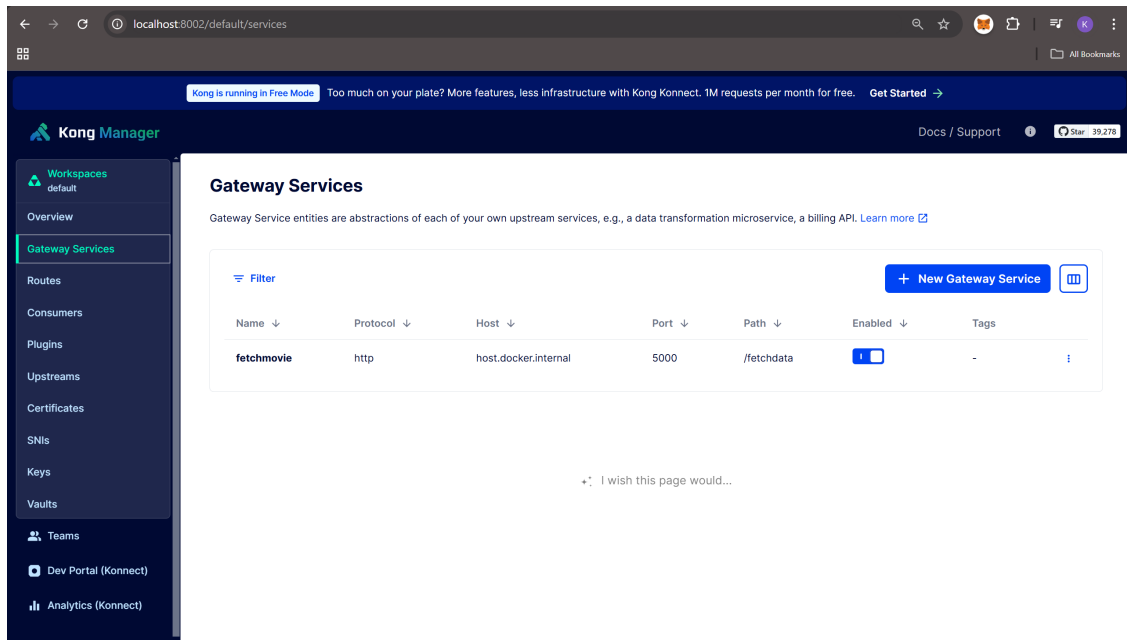 localhost:8002/default/services
K
All Bookmarks
Kong is running in Free Mode Too much on your plate? More features, less infrastructure with Kong Konnect. 1M requests per month for free. Get Started →
Kong Manager
Docs / Support
Star 39,278
Workspaces
default
Overview
Gateway Services
Routes
Consumers
Plugins
Upstreams
Certificates
SNIs
Keys
Vaults
Teams
Dev Portal (Konnect)
Analytics (Konnect)
Gateway Services
Gateway Service entities are abstractions of each of your own upstream services, e.g., a data transformation microservice, a billing API. Learn more
Filter
+ New Gateway Service
Name ↓ Protocol ↓ Host ↓ Port ↓ Path ↓ Enabled ↓ Tags
fetchmovie http host.docker.internal 5000 /fetchdata -
I wish this page would...